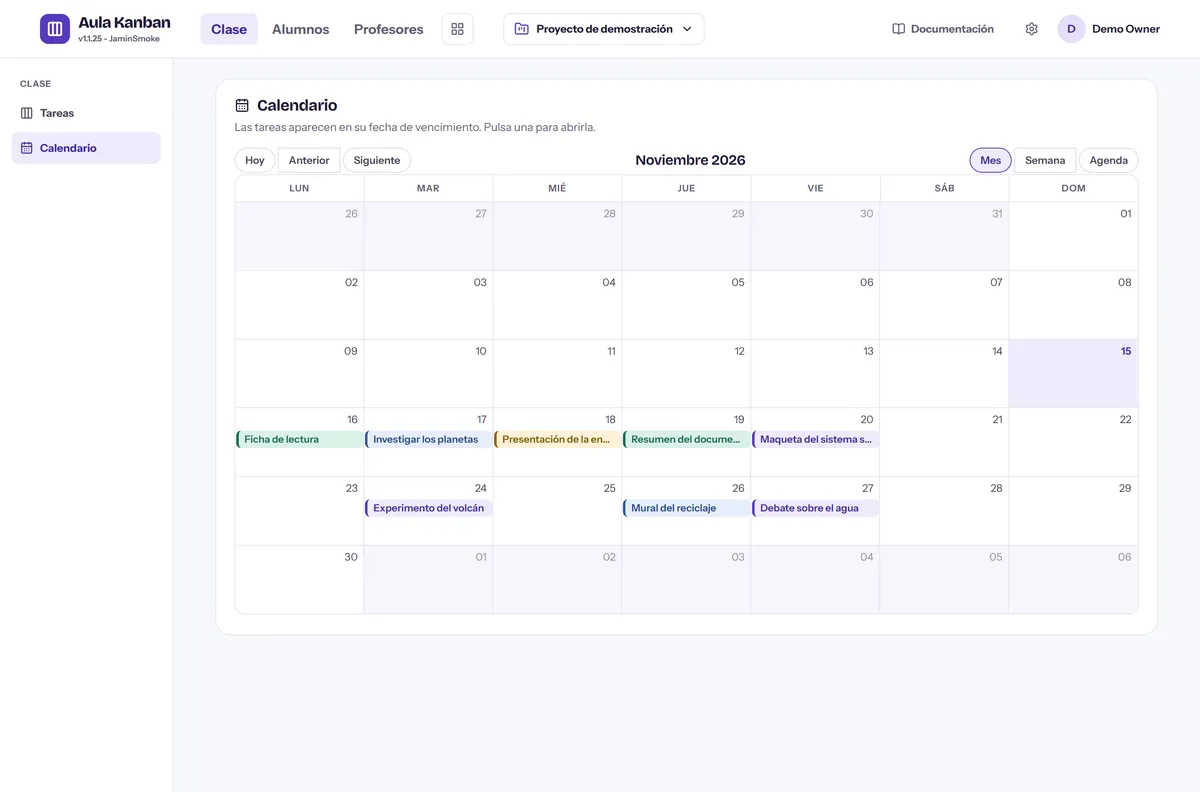 Aula Kanban
v1.1.25 - JaminSmoke
Clase
Alumnos
Profesores
Proyecto de demostración
Documentación
D
Demo Owner
CLASE
Tareas
Calendario
Calendario
Las tareas aparecen en su fecha de vencimiento. Pulsa una para abrirla.
Hoy
Anterior
Siguiente
Noviembre 2026
Mes
Semana
Agenda
LUN MAR MIÉ JUE VIE SÁB DOM
26 27 28 29 30 31 01
02 03 04 05 06 07 08
09 10 11 12 13 14 15
16 17 18 19 20 21 22
Ficha de lectura
Investigar los planetas
Presentación de la en...
Resumen del docume...
Maqueta del sistema s...
23 24 25 26 27 28 29
Experimento del volcán
Mural del reciclaje
Debate sobre el agua
30 01 02 03 04 05 06